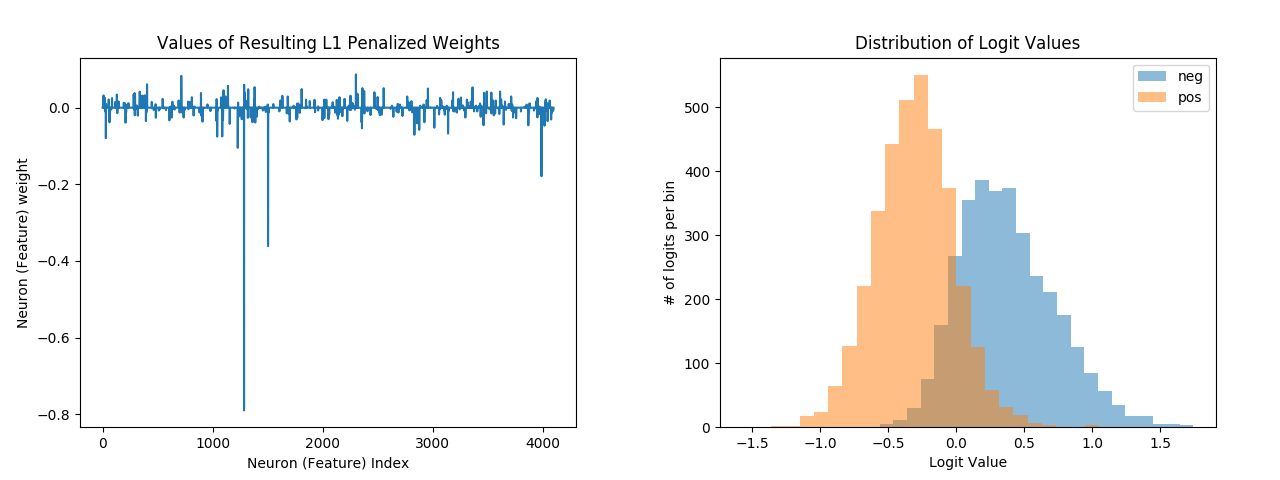 Values of Resulting L1 Penalized Weights
0.0
−0.2
−0.4
−0.6
−0.8
Neuron (Feature) weight
0
1000
2000
3000
4000
Neuron (Feature) Index
Distribution of Logit Values
neg
pos
500
400
300
200
100
0
# of logits per bin
−1.5
−1.0
−0.5
0.0
0.5
1.0
1.5
Logit Value